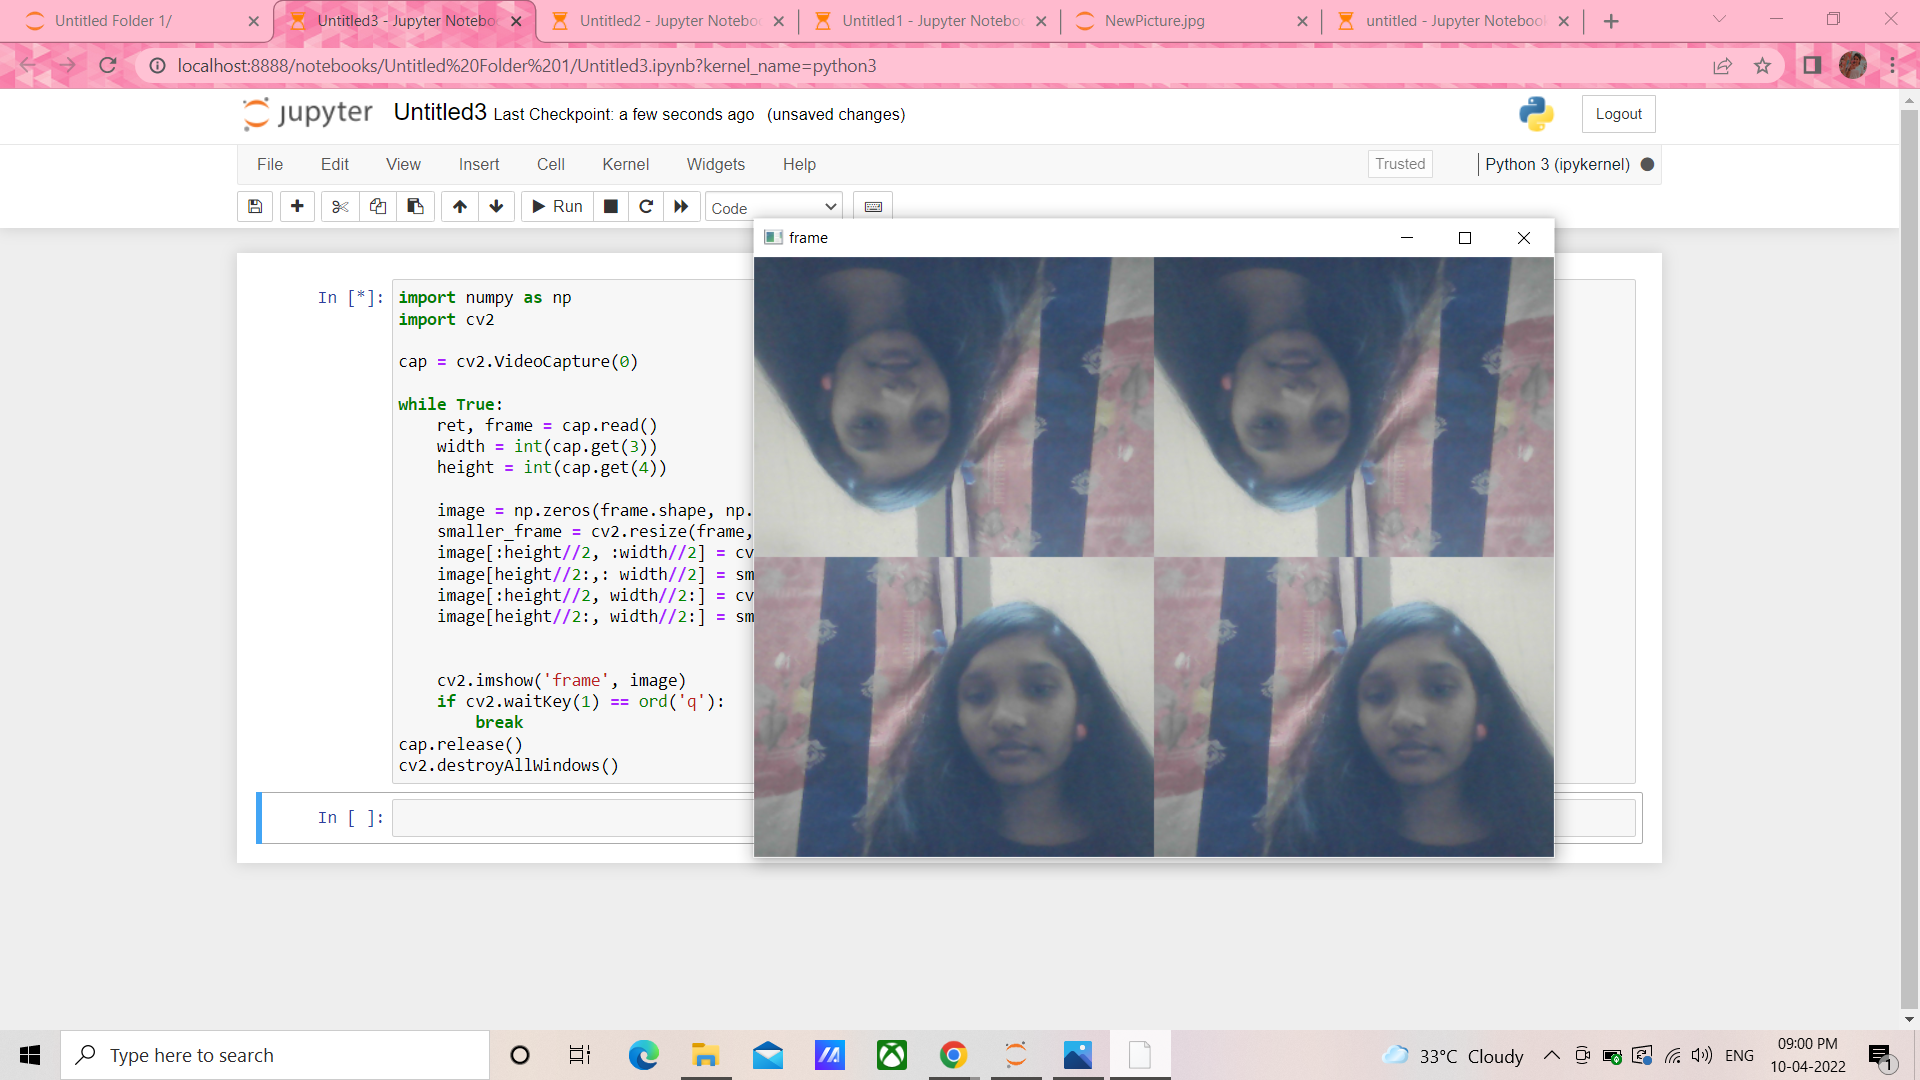 Untitled Folder 1/
Untitled3 - Jupyter Notebo
Untitled2 - Jupyter Noteboo
Untitled1 - Jupyter Notebo
NewPicture.jpg
untitled - Jupyter Notebook
localhost:8888/notebooks/Untitled%20Folder%201/Untitled3.ipynb?kernel_name=python3
jupyter Untitled3 Last Checkpoint: a few seconds ago (unsaved changes)
Logout
File Edit View Insert Cell Kernel Widgets Help
Trusted
Python 3 (ipykernel)
Run
Code
frame
In [*]:
import numpy as np
import cv2
cap = cv2.VideoCapture(0)
while True:
    ret, frame = cap.read()
    width = int(cap.get(3))
    height = int(cap.get(4))
    image = np.zeros(frame.shape, np.
    smaller_frame = cv2.resize(frame,
    image[:height//2, :width//2] = cv
    image[height//2:,: width//2] = sm
    image[:height//2, width//2:] = cv
    image[height//2:, width//2:] = sm
    cv2.imshow('frame', image)
    if cv2.waitKey(1) == ord('q'):
        break
cap.release()
cv2.destroyAllWindows()
In [ ]:
Type here to search
33°C Cloudy
ENG
09:00 PM
10-04-2022
1